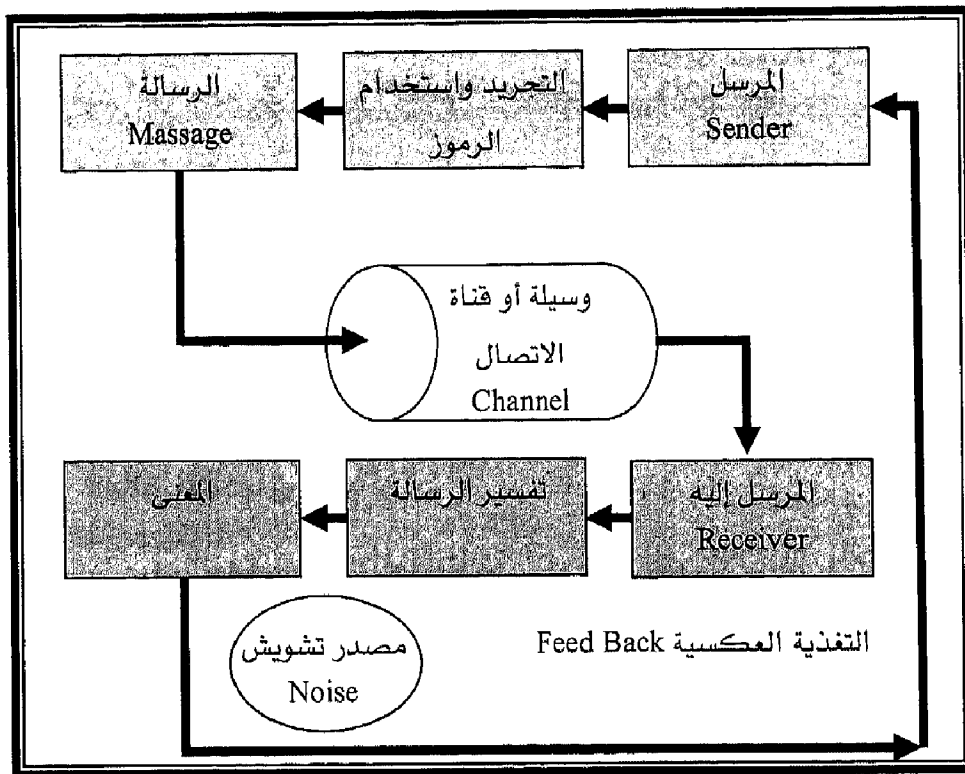 المرسل
Sender
التحريد واستخدام
الرموز
الرسالة
Massage
وسيلة أو قناة
الاتصال
Channel
المرسل إليه
Receiver
تفسير الرسالة
المعنى
التغذية العكسية Feed Back
مصدر تشويش
Noise